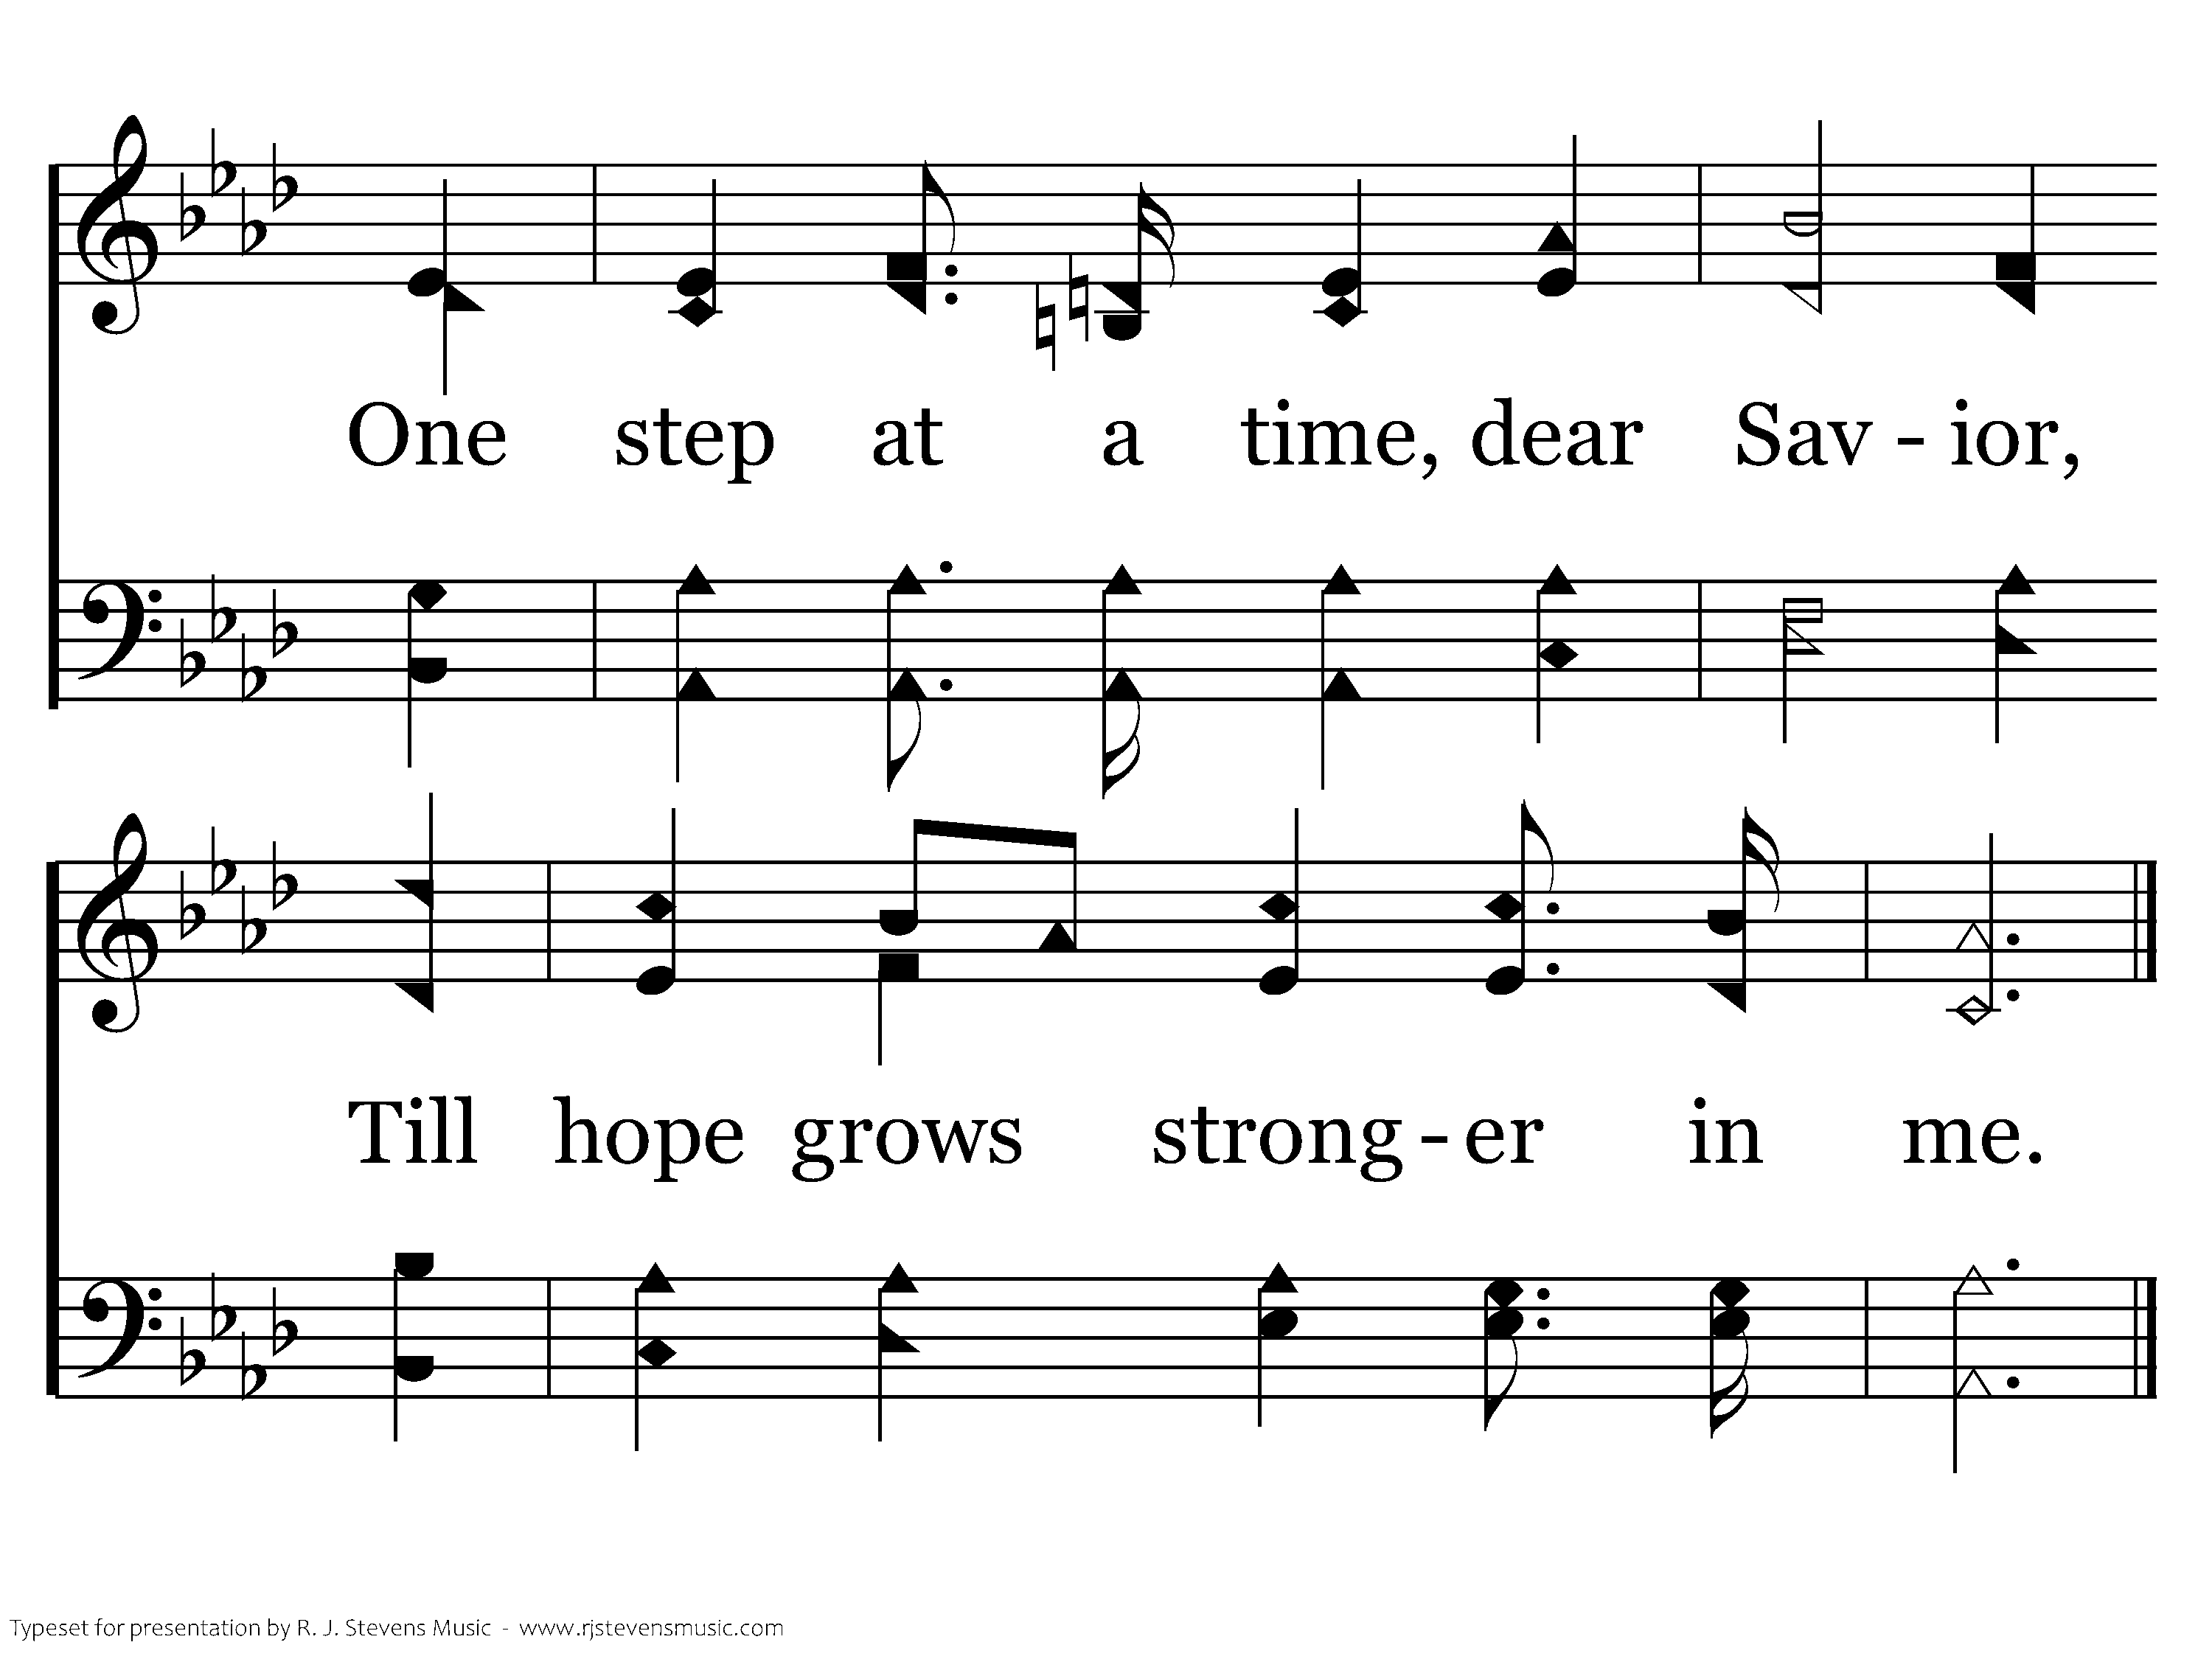 One step at a time, dear Sav - ior,
Till hope grows strong - er in me.
Typeset for presentation by R. J. Stevens Music - www.rjstevensmusic.com